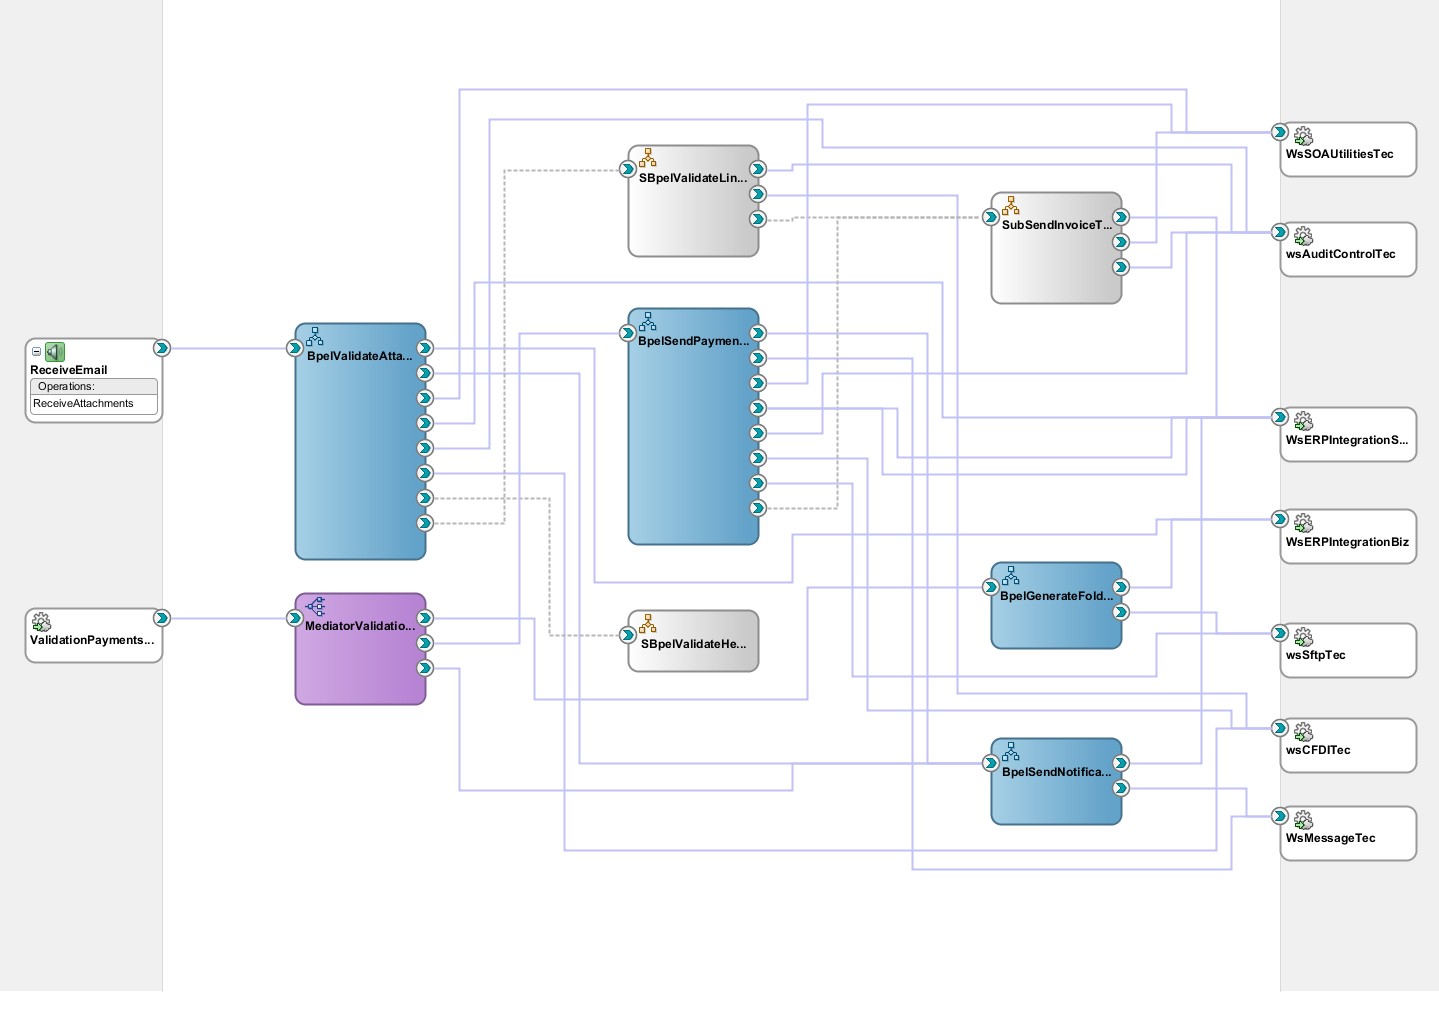 WsSOAUtilitiesTec
SBpelValidateLin...
SubSendInvoiceT...
wsAuditControlTec
BpelSendPaymen...
BpelValidateAtta...
ReceiveEmail
Operations:
ReceiveAttachments
WsERPIntegrationS...
WsERPIntegrationBiz
BpelGenerateFold...
MediatorValidatio...
ValidationPayments...
SBpelValidateHe...
wsSftpTec
wsCFDITec
BpelSendNotifica...
WsMessageTec